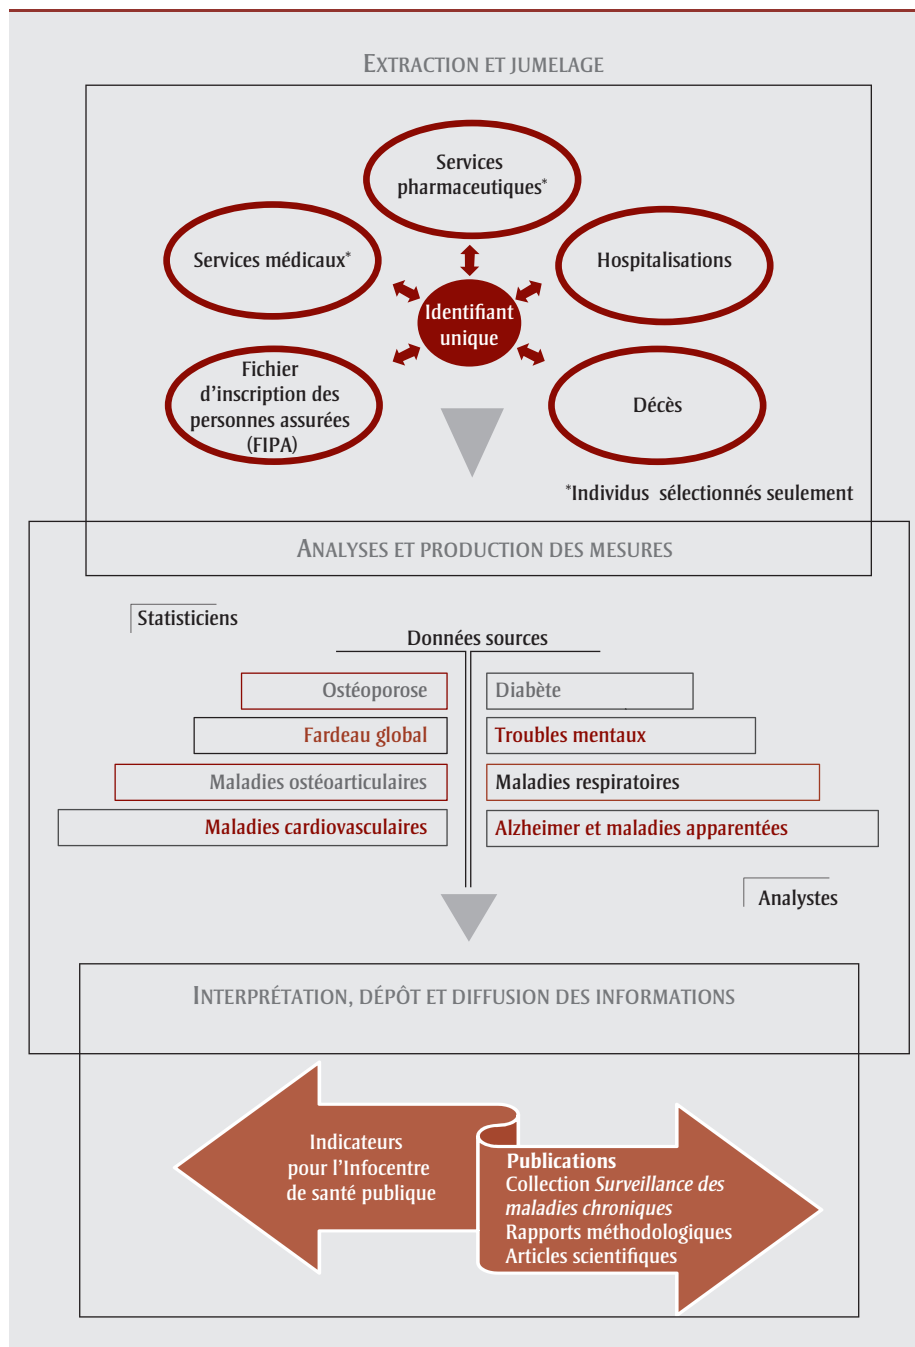 EXTRACTION ET JUMELAGE
Services
pharmaceutiques*
Services médicaux*
Hospitalisations
Identifiant
unique
Fichier
d’inscription des
personnes assurées
(FIPA)
Décès
*Individus sélectionnés seulement
ANALYSES ET PRODUCTION DES MESURES
Statisticiens
Données sources
Ostéoporose
Diabète
Fardeau global
Troubles mentaux
Maladies ostéoarticulaires
Maladies respiratoires
Maladies cardiovasculaires
Alzheimer et maladies apparentées
Analystes
INTERPRÉTATION, DÉPÔT ET DIFFUSION DES INFORMATIONS
Indicateurs
pour l’Infocentre
de santé publique
Publications
Collection Surveillance des
maladies chroniques
Rapports méthodologiques
Articles scientifiques